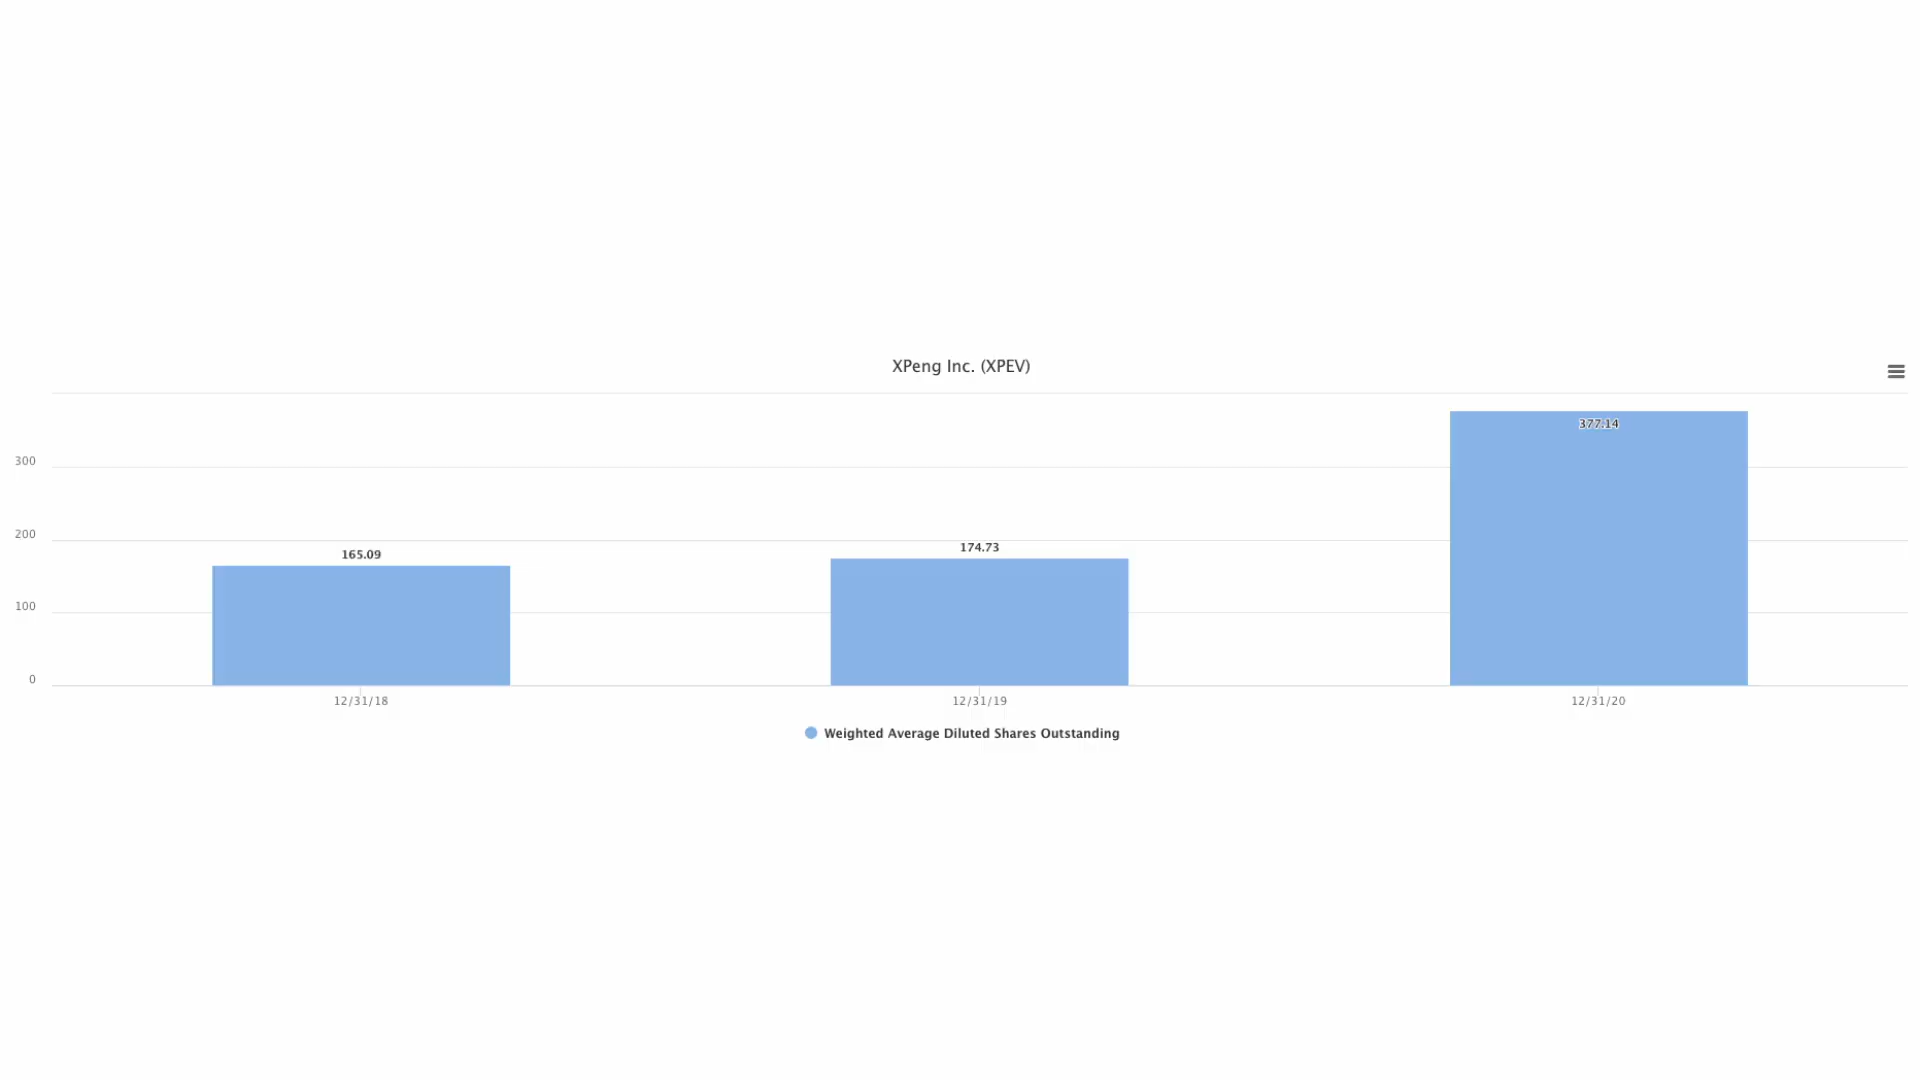 XPeng Inc. (XPEV)
377.14
300
200
174.73
165.09
100
0
12/31/18 12/31/19 12/31/20
Weighted Average Diluted Shares Outstanding